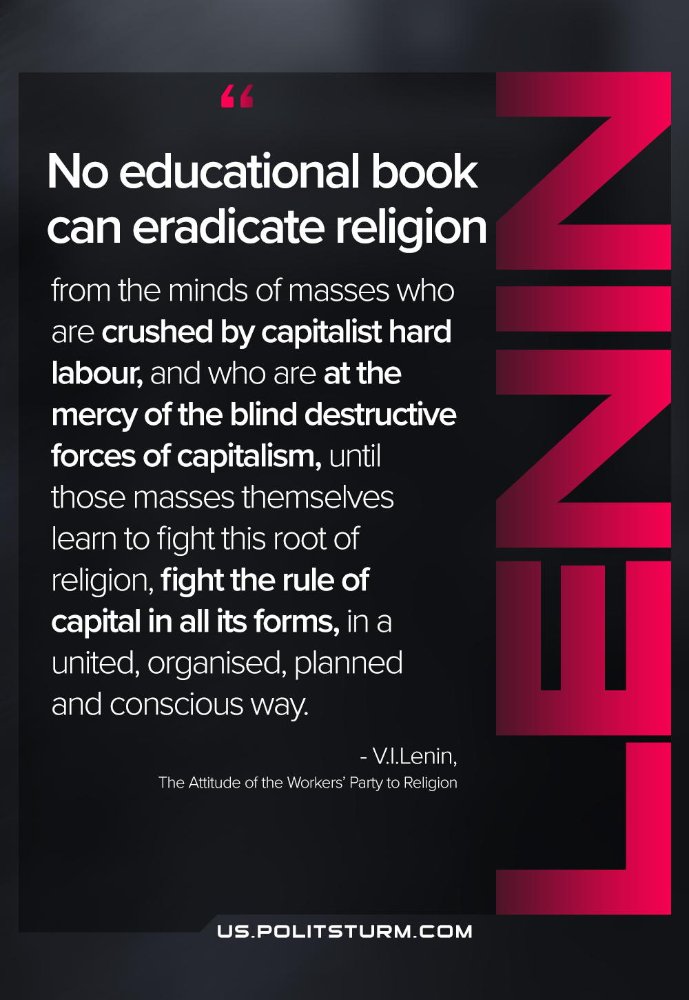 “
No educational book
can eradicate religion
from the minds of masses who
are crushed by capitalist hard
labour, and who are at the
mercy of the blind destructive
forces of capitalism, until
those masses themselves
learn to fight this root of
religion, fight the rule of
capital in all its forms, in a
united, organised, planned
and conscious way.
- V.I.Lenin,
The Attitude of the Workers’ Party to Religion
LENIN
US.POLITSTURM.COM